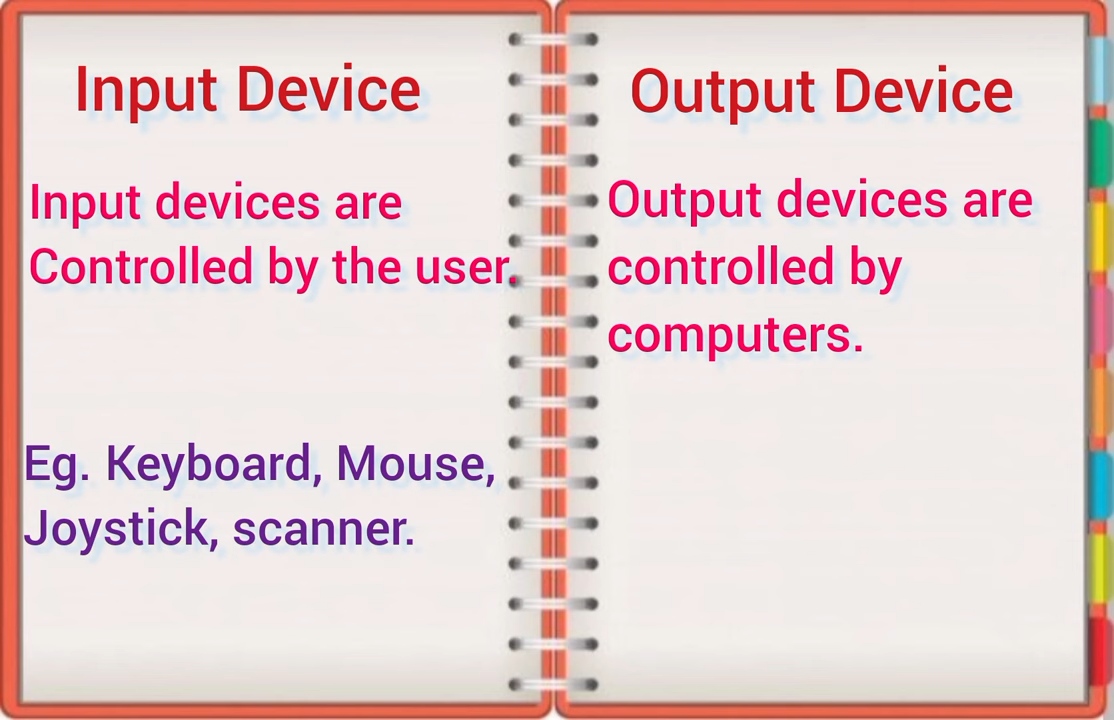 Input Device
Input devices are
Controlled by the user.
Eg. Keyboard, Mouse,
Joystick, scanner.
Output Device
Output devices are
controlled by
computers.